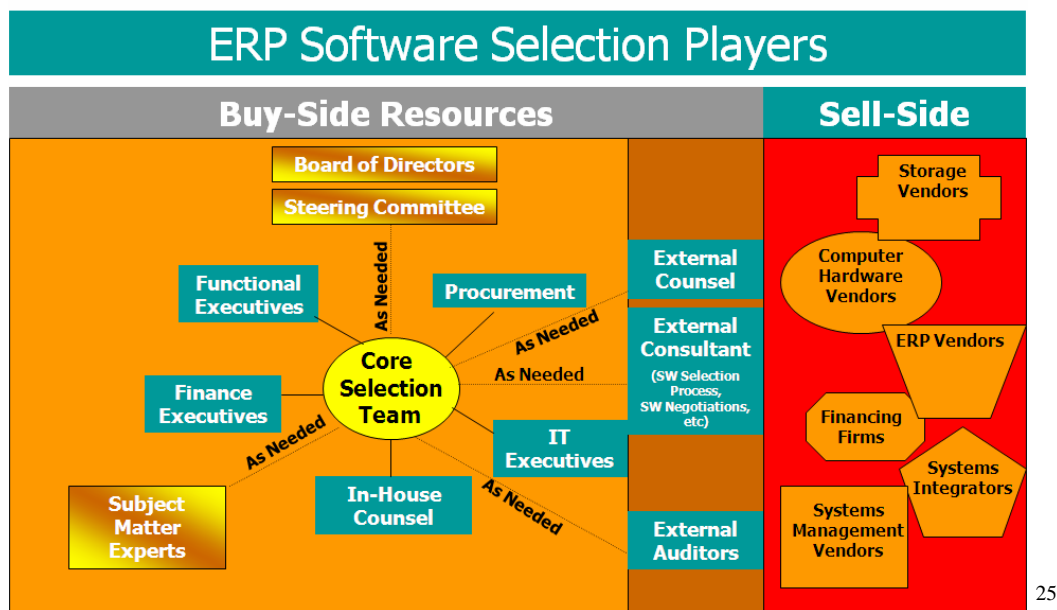 ERP Software Selection Players
Buy-Side Resources
Sell-Side
Board of Directors
Steering Committee
As Needed
Functional
Executives
Procurement
As Needed
External
Counsel
Core
Selection
Team
As Needed
External
Consultant
(SW Selection
Process,
SW Negotiations,
etc)
Finance
Executives
As Needed
IT
Executives
Subject
Matter
Experts
In-House
Counsel
As Needed
External
Auditors
Storage
Vendors
Computer
Hardware
Vendors
ERP Vendors
Financing
Firms
Systems
Integrators
Systems
Management
Vendors
25